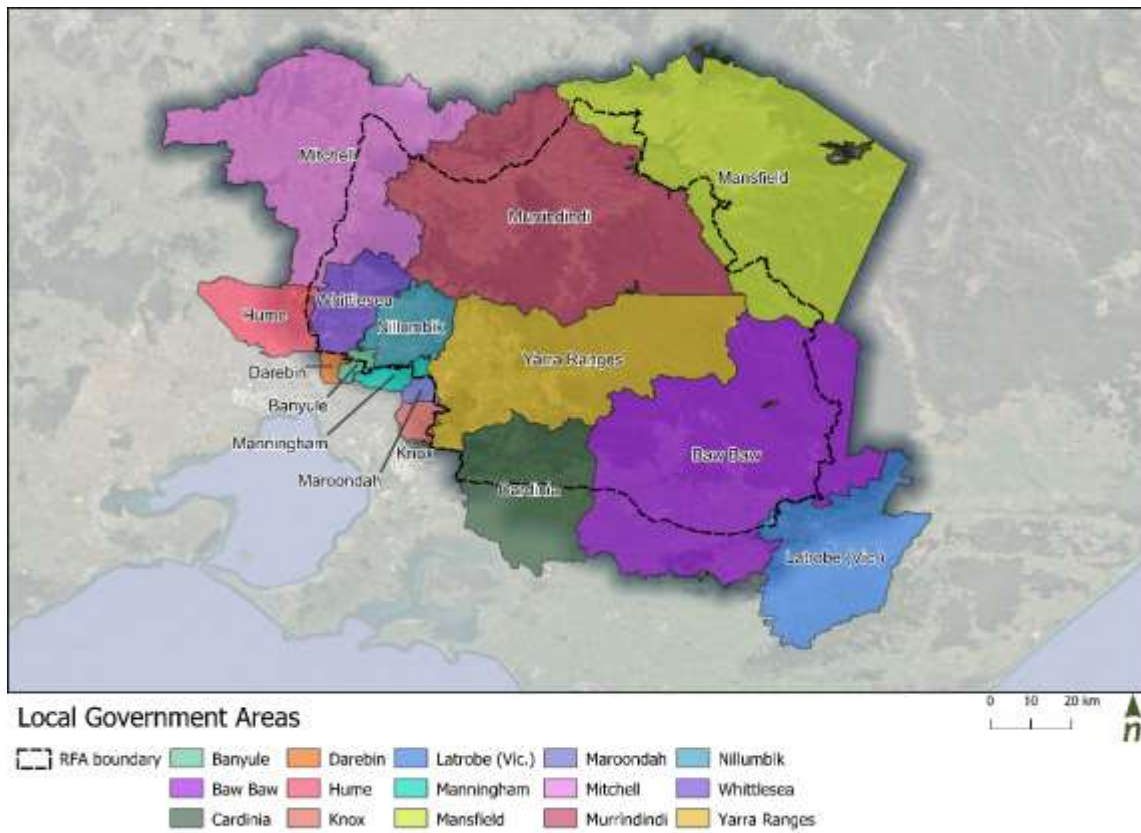 Mitchell
Mansfield
Murrindindi
Hume
Whittlesea
Nillumbik
Yarra Ranges
Darebin
Banyule
Manningham
Knox
Maroondah
Baw Baw
Cardinia
Latrobe (Vic.)
Local Government Areas
0 10 20 km
n
RFA boundary Banyule Darebin Latrobe (Vic.) Maroondah Nillumbik
Baw Baw Hume Manningham Mitchell Whittlesea
Cardinia Knox Mansfield Murrindindi Yarra Ranges